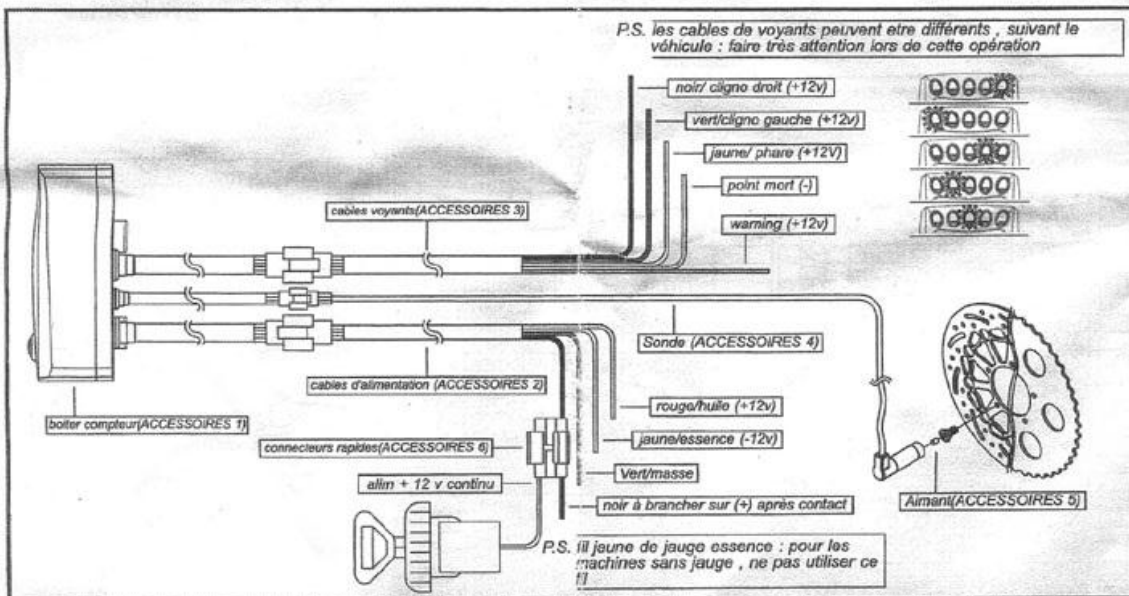 P.S. les cables de voyants peuvent etre différents , suivant le
véhicule : faire très attention lors de cette opération
noir/ cligno droit (+12v)
vert/cligno gauche (+12v)
jaune/ phare (+12V)
point mort (-)
warning (+12v)
cables voyants(ACCESSOIRES 3)
Sonde (ACCESSOIRES 4)
cables d'alimentation (ACCESSOIRES 2)
boiter compteur(ACCESSOIRES 1)
rouge/huile (+12v)
jaune/essence (-12v)
connecteurs rapides(ACCESSOIRES 6)
Vert/masse
alim + 12 v continu
noir à brancher sur (+) après contact
Aimant(ACCESSOIRES 5)
P.S. fil jaune de jauge essence : pour les
machines sans jauge , ne pas utiliser ce
fil